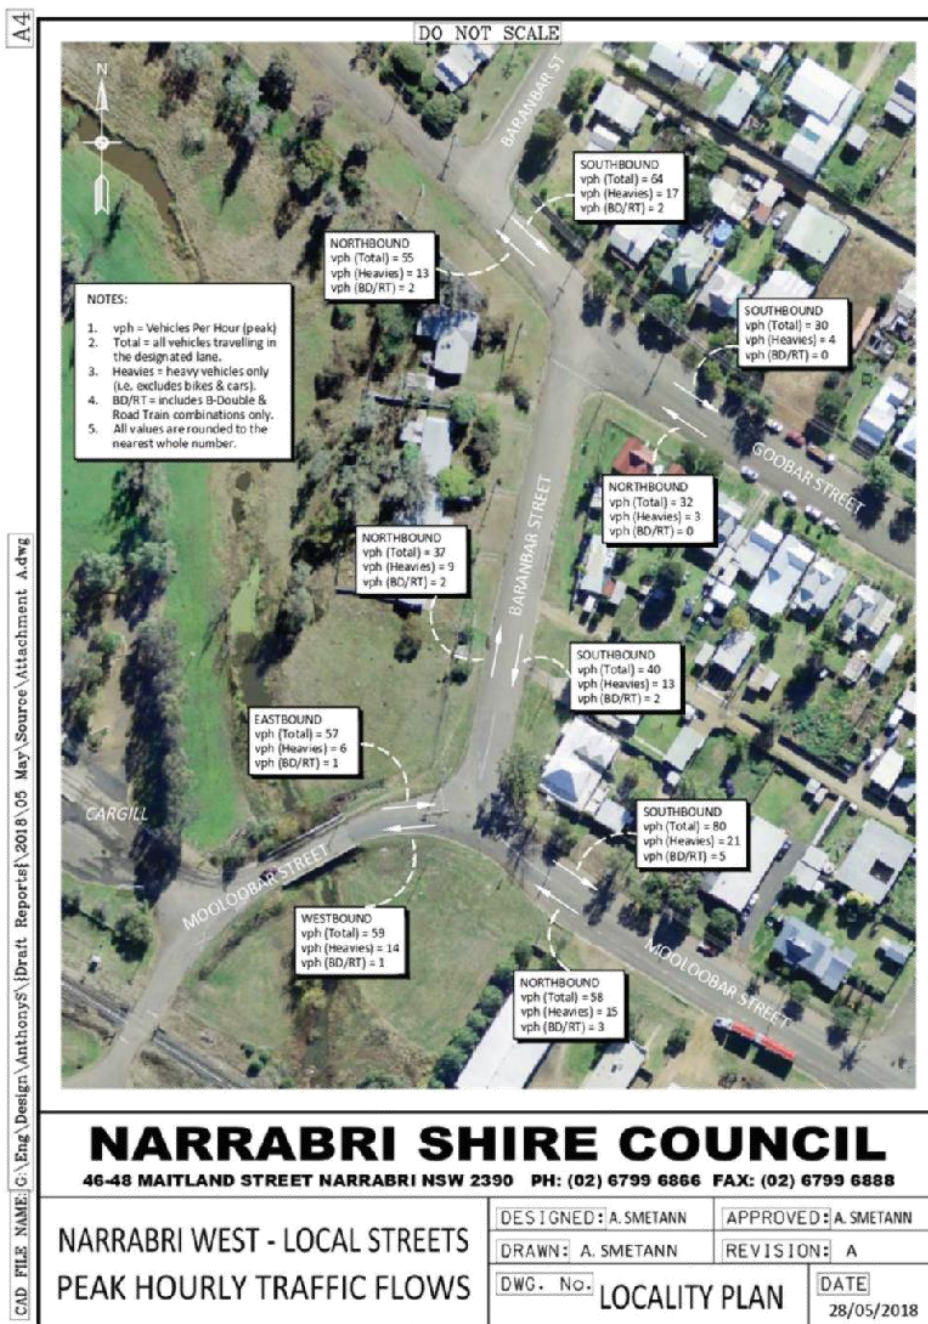 A4
DO NOT SCALE
N
BARANBAR ST
SOUTHBOUND
vph (Total) = 64
vph (Heavies) = 17
vph (BD/RT) = 2
NORTHBOUND
vph (Total) = 55
vph (Heavies) = 13
vph (BD/RT) = 2
NOTES:
1. vph = Vehicles Per Hour (peak)
2. Total = all vehicles travelling in
the designated lane.
3. Heavies = heavy vehicles only
(i.e. excludes bikes & cars).
4. BD/RT = includes B-Double &
Road Train combinations only.
5. All values are rounded to the
nearest whole number.
SOUTHBOUND
vph (Total) = 30
vph (Heavies) = 4
vph (BD/RT) = 0
GOOBAR STREET
NORTHBOUND
vph (Total) = 32
vph (Heavies) = 3
vph (BD/RT) = 0
NORTHBOUND
vph (Total) = 37
vph (Heavies) = 9
vph (BD/RT) = 2
BARANBAR STREET
SOUTHBOUND
vph (Total) = 40
vph (Heavies) = 13
vph (BD/RT) = 2
EASTBOUND
vph (Total) = 57
vph (Heavies) = 6
vph (BD/RT) = 1
CARGILL
SOUTHBOUND
vph (Total) = 80
vph (Heavies) = 21
vph (BD/RT) = 5
MOOLOOBAR STREET
WESTBOUND
vph (Total) = 59
vph (Heavies) = 14
vph (BD/RT) = 1
MOOLOOBAR STREET
NORTHBOUND
vph (Total) = 58
vph (Heavies) = 15
vph (BD/RT) = 3
CAD FILE NAME: G:\Eng\Design\AnthonyS\!Draft Reports!\2018\05 May\Source\Attachment A.dwg
NARRABRI SHIRE COUNCIL
46-48 MAITLAND STREET NARRABRI NSW 2390 PH: (02) 6799 6866 FAX: (02) 6799 6888
NARRABRI WEST - LOCAL STREETS
PEAK HOURLY TRAFFIC FLOWS
DESIGNED: A. SMETANN
APPROVED: A. SMETANN
DRAWN: A. SMETANN
REVISION: A
DWG. No. LOCALITY PLAN
DATE
28/05/2018